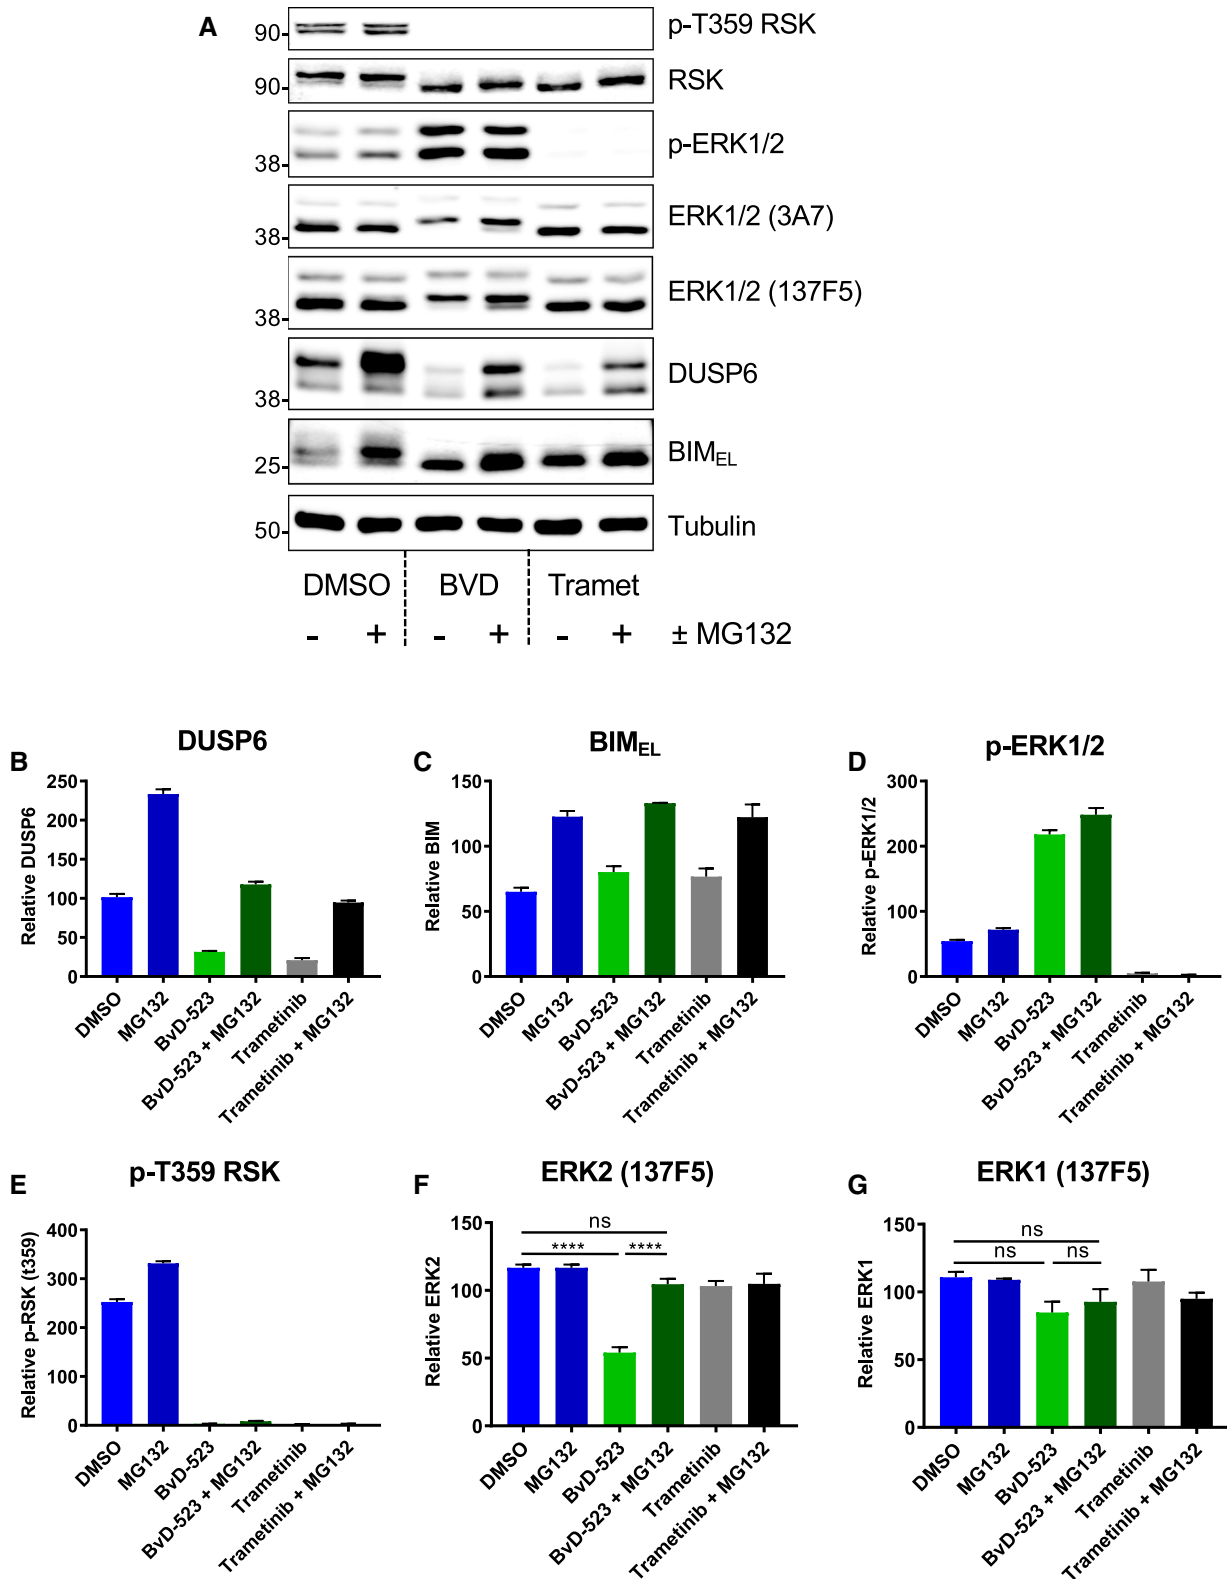 A
90
p-T359 RSK
90
RSK
38
p-ERK1/2
38
ERK1/2 (3A7)
38
ERK1/2 (137F5)
38
DUSP6
25
BIMEL
50
Tubulin
DMSO BVD Tramet
- + - + - + ± MG132
B
DUSP6
Relative DUSP6
250
200
150
100
50
0
DMSO
MG132
BvD-523
BvD-523 + MG132
Trametinib
Trametinib + MG132
C
BIMEL
Relative BIM
150
100
50
0
DMSO
MG132
BvD-523
BvD-523 + MG132
Trametinib
Trametinib + MG132
D
p-ERK1/2
Relative p-ERK1/2
300
200
100
0
DMSO
MG132
BvD-523
BvD-523 + MG132
Trametinib
Trametinib + MG132
E
p-T359 RSK
Relative p-RSK (t359)
400
300
200
100
0
DMSO
MG132
BvD-523
BvD-523 + MG132
Trametinib
Trametinib + MG132
F
ERK2 (137F5)
Relative ERK2
150
100
50
0
ns
**** ****
DMSO
MG132
BvD-523
BvD-523 + MG132
Trametinib
Trametinib + MG132
G
ERK1 (137F5)
Relative ERK1
150
100
50
0
ns
ns ns
DMSO
MG132
BvD-523
BvD-523 + MG132
Trametinib
Trametinib + MG132